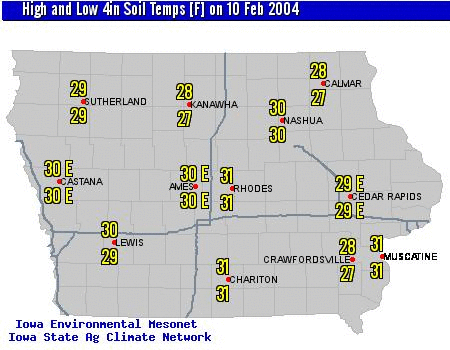 High and Low 4in Soil Temps [F] on 10 Feb 2004
28
CALMAR
27
29
SUTHERLAND
29
28
KANAWHA
27
30
NASHUA
30
30 E
CASTANA
30 E
30 E
AMES
30 E
31
RHODES
31
29 E
CEDAR RAPIDS
29 E
30
LEWIS
29
28
CRAWFORDSVILLE
27
31
MUSCATINE
31
31
CHARITON
31
Iowa Environmental Mesonet
Iowa State Ag Climate Network